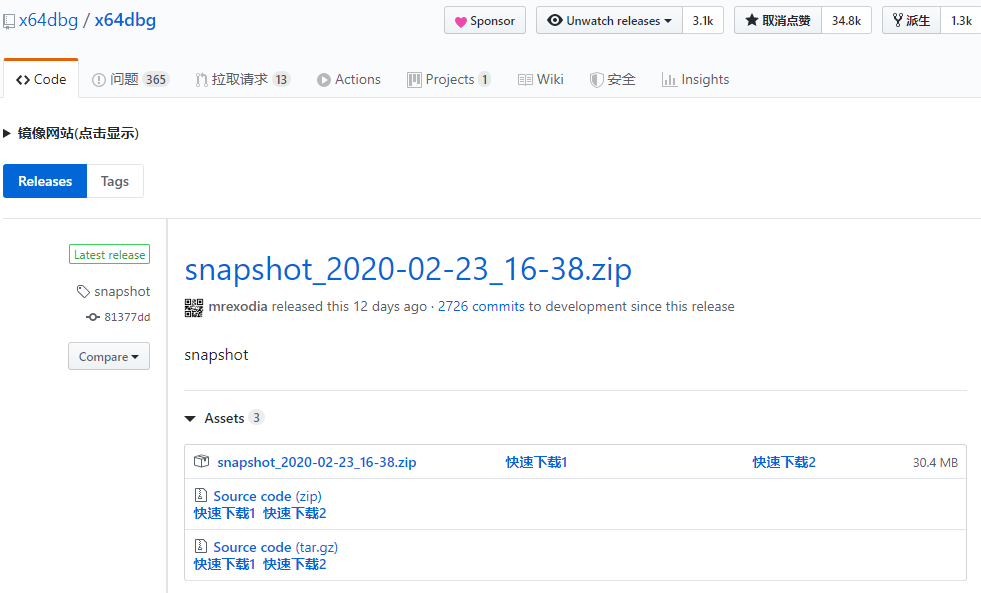 x64dbg / x64dbg Sponsor Unwatch releases 3.1k 取消点赞 34.8k 派生 1.3k
Code 问题 365 拉取请求 13 Actions Projects 1 Wiki 安全 Insights
镜像网站(点击显示)
Releases Tags
Latest release
snapshot
81377dd
Compare
snapshot_2020-02-23_16-38.zip
mrexodia released this 12 days ago · 2726 commits to development since this release
snapshot
Assets 3
snapshot_2020-02-23_16-38.zip 快速下载1 快速下载2 30.4 MB
Source code (zip)
快速下载1 快速下载2
Source code (tar.gz)
快速下载1 快速下载2